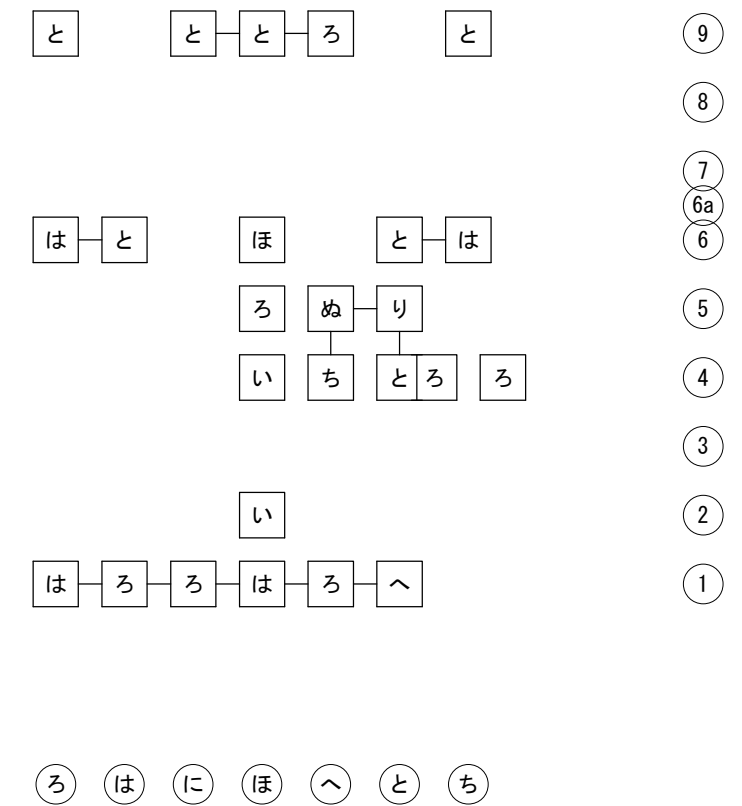 と と と ろ と 9
8
7
6a
は と ほ と は 6
ろ ぬ り 5
い ち と ろ ろ 4
3
い 2
は ろ ろ は ろ へ 1
ろ は に ほ へ と ち